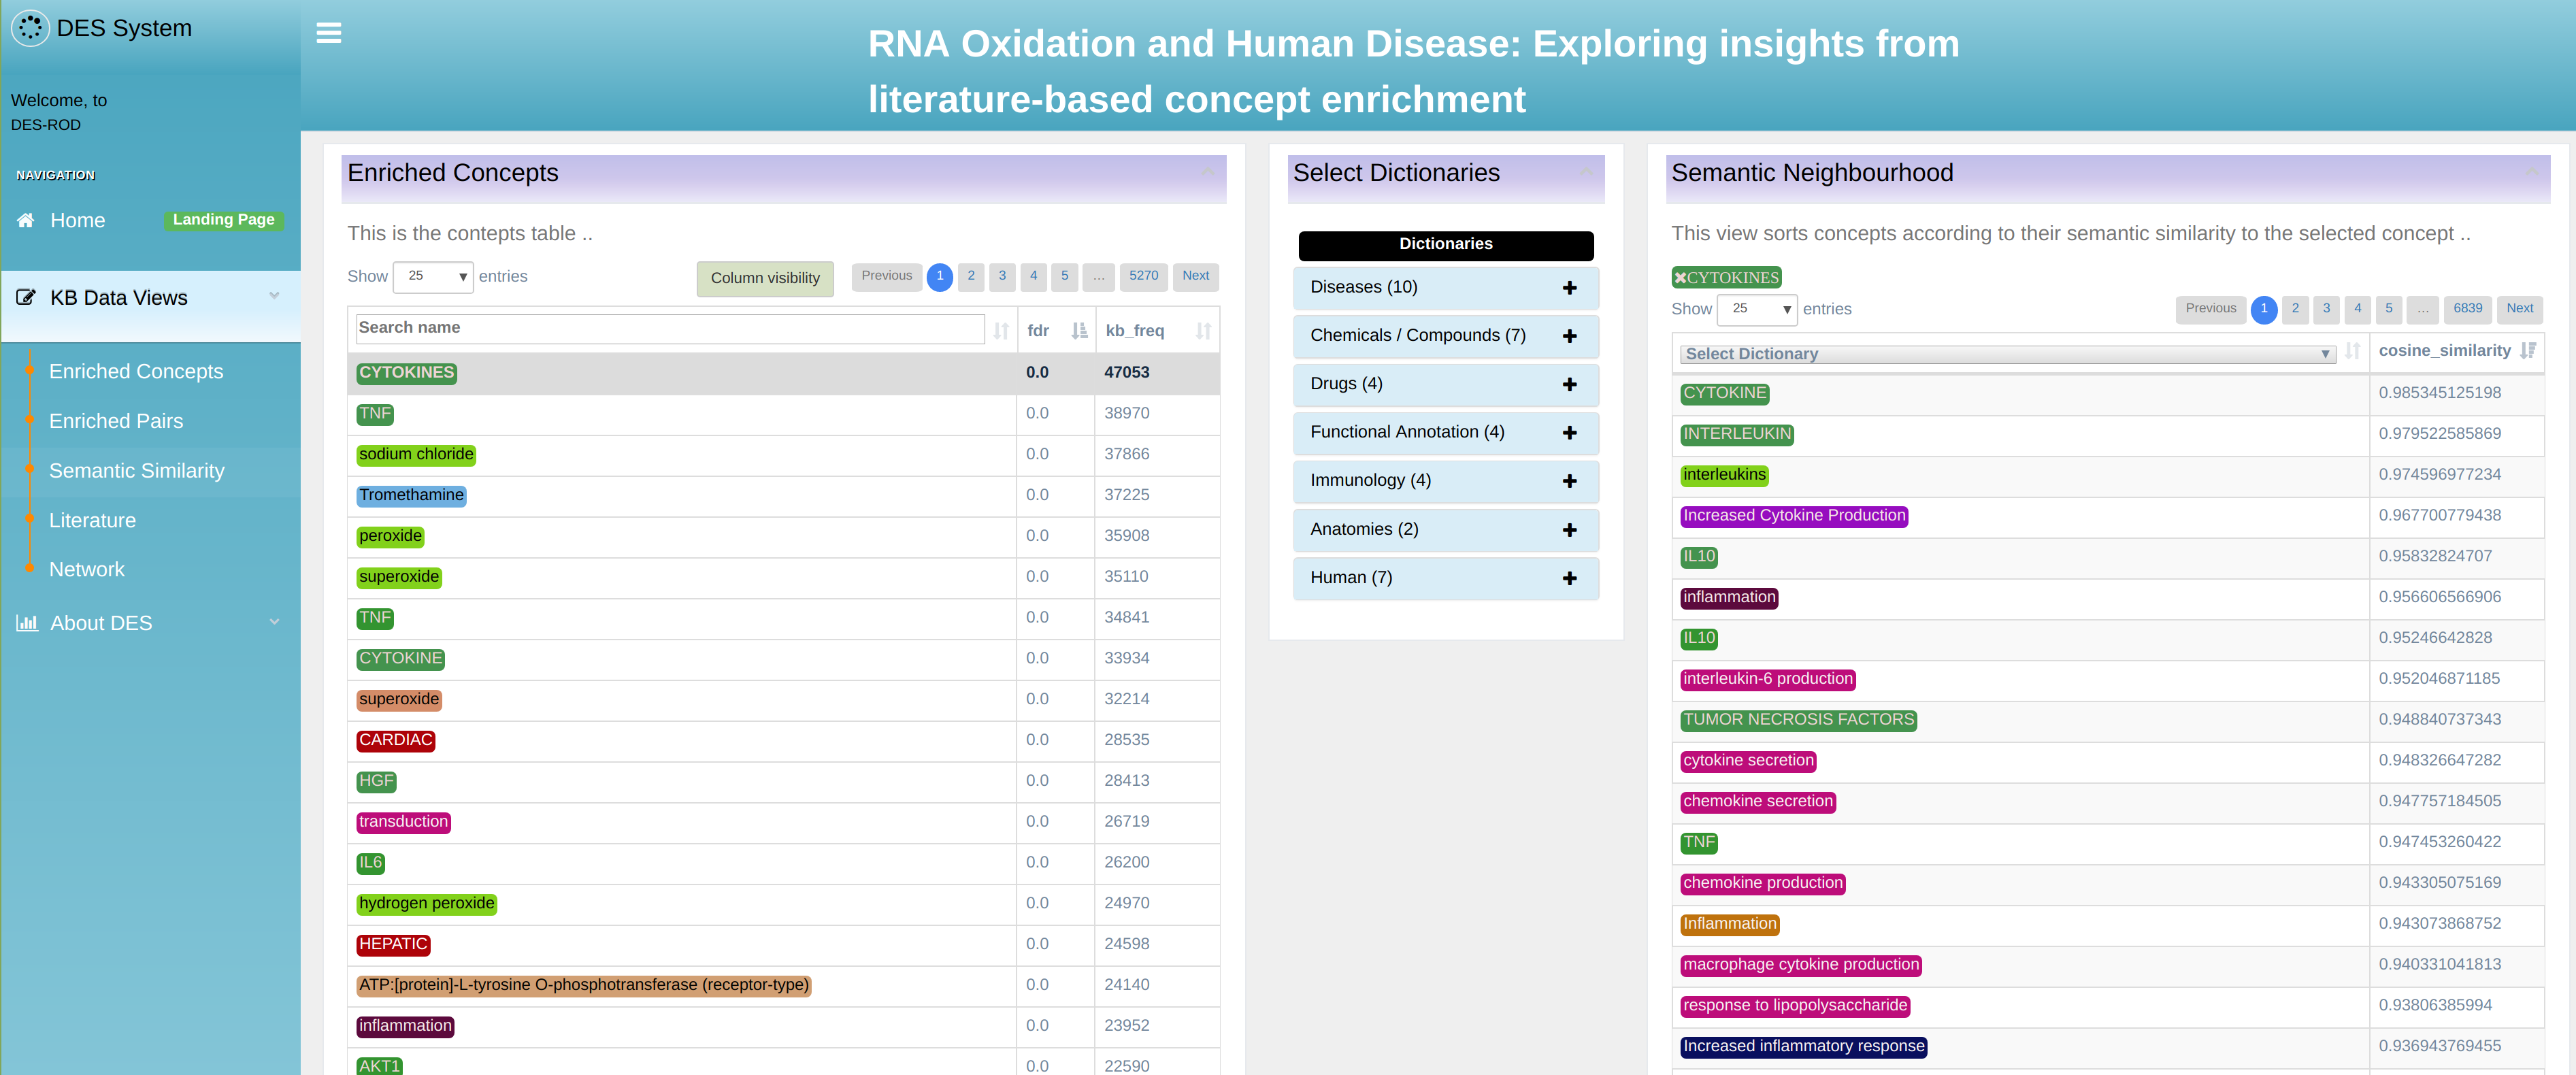 DES System
Welcome, to
DES-ROD
NAVIGATION
Home
Landing Page
KB Data Views
Enriched Concepts
Enriched Pairs
Semantic Similarity
Literature
Network
About DES
RNA Oxidation and Human Disease: Exploring insights from
literature-based concept enrichment
Enriched Concepts
This is the contepts table ..
Show 25 entries
Column visibility
Previous 1 2 3 4 5 ... 5270 Next
Search name fdr kb_freq
CYTOKINES 0.0 47053
TNF 0.0 38970
sodium chloride 0.0 37866
Tromethamine 0.0 37225
peroxide 0.0 35908
superoxide 0.0 35110
TNF 0.0 34841
CYTOKINE 0.0 33934
superoxide 0.0 32214
CARDIAC 0.0 28535
HGF 0.0 28413
transduction 0.0 26719
IL6 0.0 26200
hydrogen peroxide 0.0 24970
HEPATIC 0.0 24598
ATP:[protein]-L-tyrosine O-phosphotransferase (receptor-type) 0.0 24140
inflammation 0.0 23952
AKT1 0.0 22590
Select Dictionaries
Dictionaries
Diseases (10)
Chemicals / Compounds (7)
Drugs (4)
Functional Annotation (4)
Immunology (4)
Anatomies (2)
Human (7)
Semantic Neighbourhood
This view sorts concepts according to their semantic similarity to the selected concept ..
CYTOKINES
Show 25 entries
Previous 1 2 3 4 5 ... 6839 Next
Select Dictionary cosine_similarity
CYTOKINE 0.985345125198
INTERLEUKIN 0.979522585869
interleukins 0.974596977234
Increased Cytokine Production 0.967700779438
IL10 0.95832824707
inflammation 0.956606566906
IL10 0.95246642828
interleukin-6 production 0.952046871185
TUMOR NECROSIS FACTORS 0.948840737343
cytokine secretion 0.948326647282
chemokine secretion 0.947757184505
TNF 0.947453260422
chemokine production 0.943305075169
Inflammation 0.943073868752
macrophage cytokine production 0.940331041813
response to lipopolysaccharide 0.93806385994
Increased inflammatory response 0.936943769455